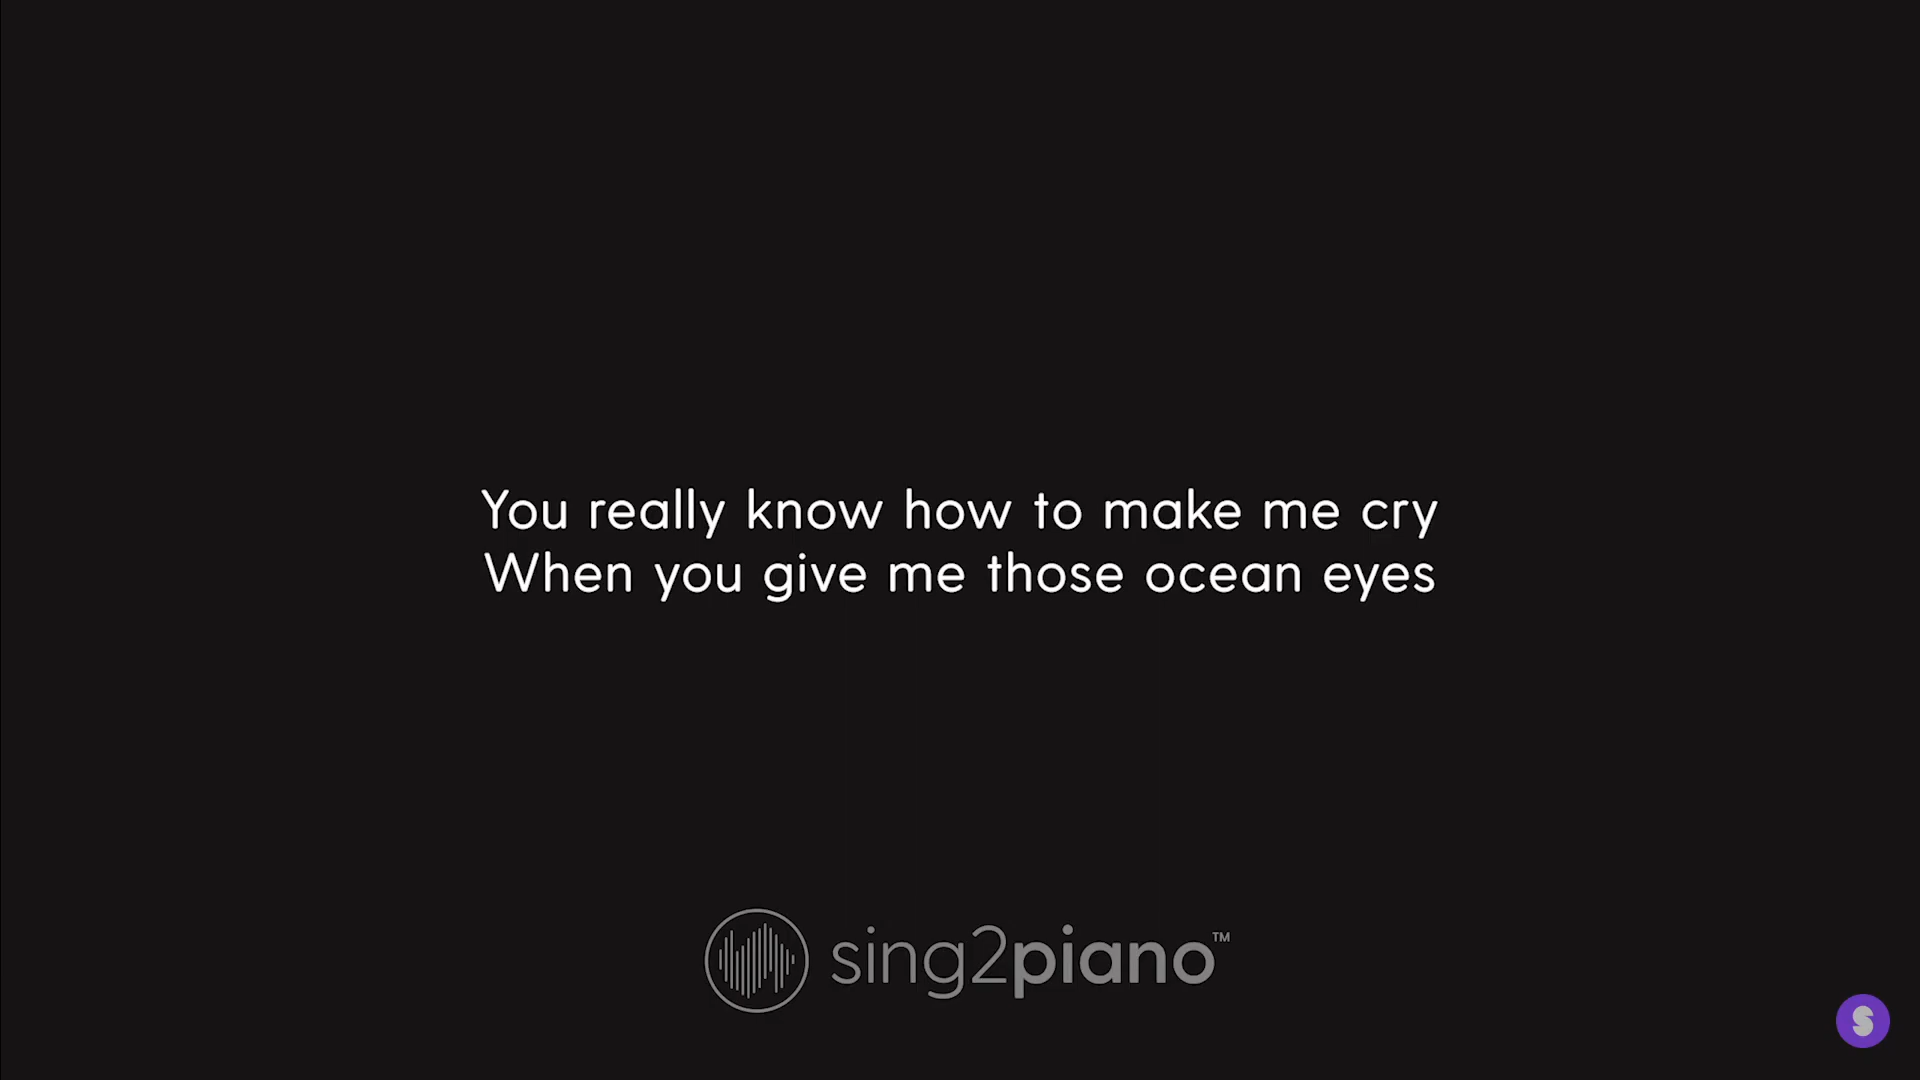 You really know how to make me cry
When you give me those ocean eyes
sing2piano™
S